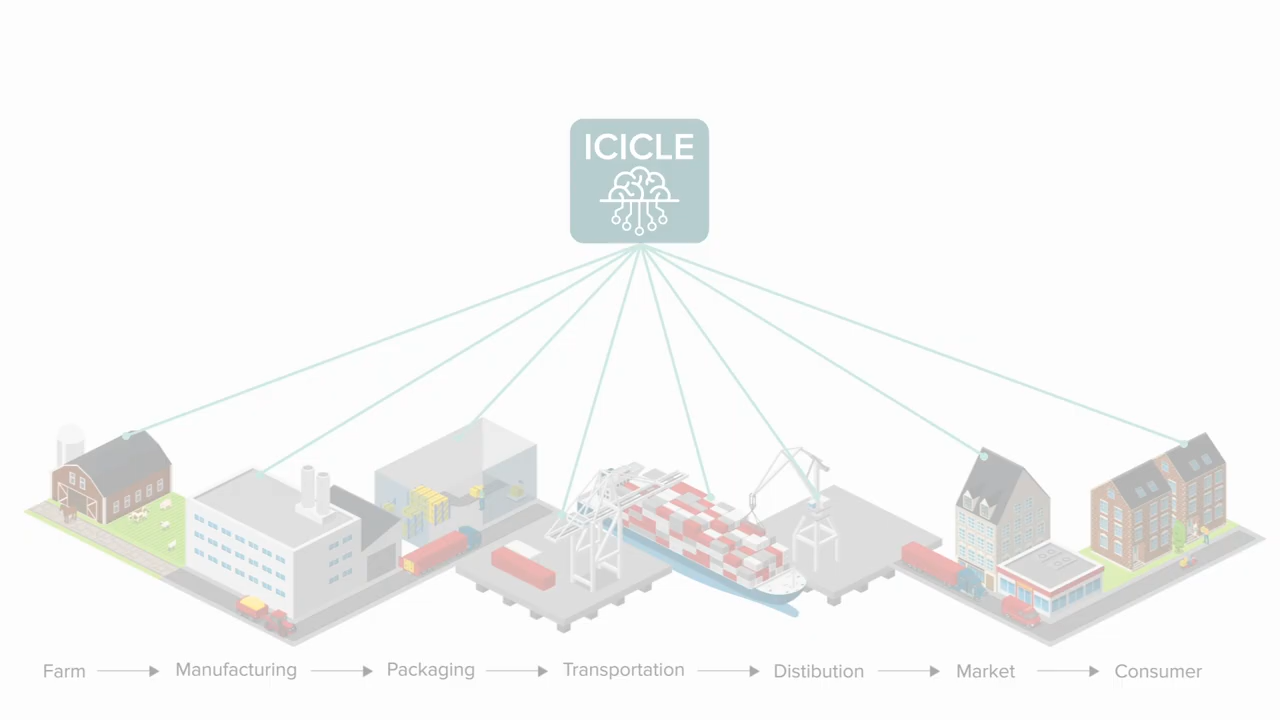 ICICLE
Farm
Manufacturing
Packaging
Transportation
Distibution
Market
Consumer